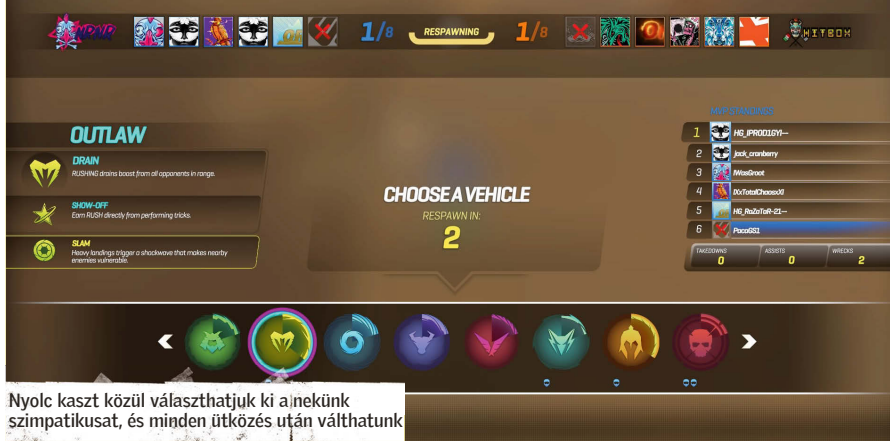 NRNR
1/8
RESPAWNING
1/8
HITBOX
OUTLAW
DRAIN
RUSHING drains boost from all opponents in range.
SHOW-OFF
Earn RUSH directly from performing tricks.
SLAM
Heavy landings trigger a shockwave that makes nearby
enemies vulnerable.
CHOOSE A VEHICLE
RESPAWN IN:
2
1 HG_IPROD1GYI--
2 jack_cranberry
3 IWasGroot
4 IXxTotalChaosxXI
5 HG_RaZaTaR-21--
6 PacoGS1
TAKEDOWNS
0
ASSISTS
0
WRECKS
2
Nyolc kaszt közül választhatjuk ki a nekünk
szimpatikusat, és minden ütközés után válthatunk